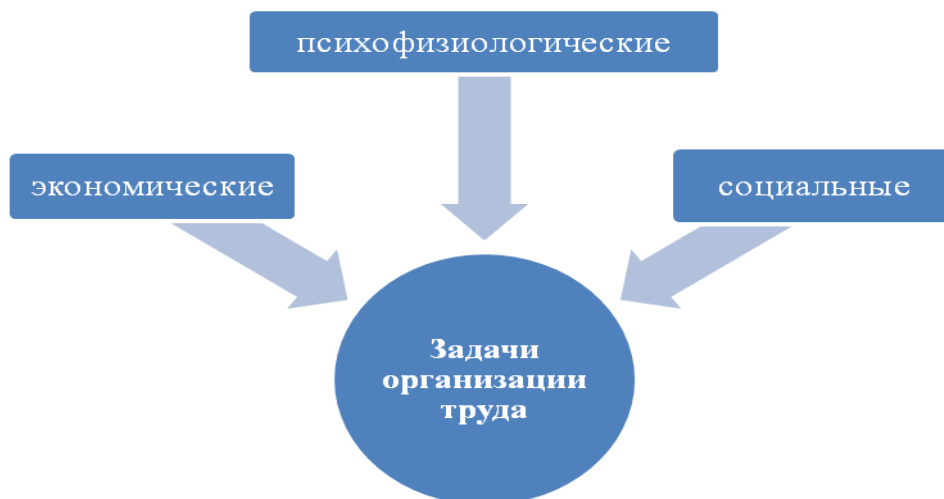 психофизиологические
экономические
социальные
Задачи
организации
труда